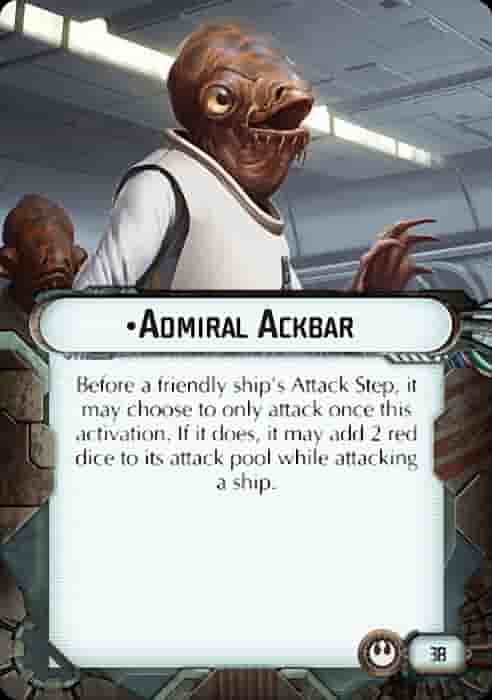 •Admiral Ackbar
Before a friendly ship's Attack Step, it
may choose to only attack once this
activation. If it does, it may add 2 red
dice to its attack pool while attacking
a ship.
38